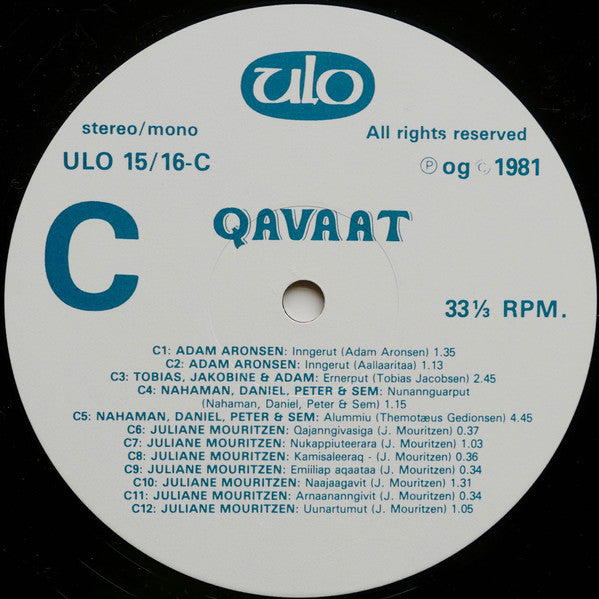 ulo
stereo/mono
All rights reserved
ULO 15/16-C
Ⓟ og © 1981
C
QAVAAT
33⅓ RPM.
C1: ADAM ARONSEN: Inngerut (Adam Aronsen) 1.35
C2: ADAM ARONSEN: Inngerut (Aallaaritaa) 1.13
C3: TOBIAS, JAKOBINE & ADAM: Ernerput (Tobias Jacobsen) 2.45
C4: NAHAMAN, DANIEL, PETER & SEM: Nunannguarput
(Nahaman, Daniel, Peter & Sem) 1.15
C5: NAHAMAN, DANIEL, PETER & SEM: Alummiu (Themotæus Gedionsen) 4.45
C6: JULIANE MOURITZEN: Qajanngivasiga (J. Mouritzen) 0.37
C7: JULIANE MOURITZEN: Nukappiuteerara (J. Mouritzen) 1.03
C8: JULIANE MOURITZEN: Kamisaleeraq - (J. Mouritzen) 0.36
C9: JULIANE MOURITZEN: Emiiliap aqaataa (J. Mouritzen) 0.34
C10: JULIANE MOURITZEN: Naajaagavit (J. Mouritzen) 1.31
C11: JULIANE MOURITZEN: Arnaananngivit (J. Mouritzen) 0.34
C12: JULIANE MOURITZEN: Uunartumut (J. Mouritzen) 1.05